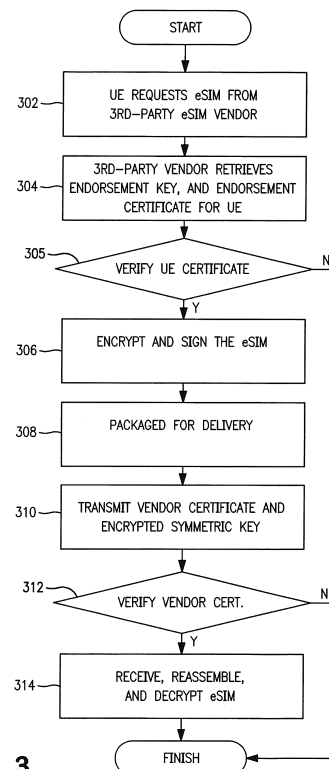 START
302
UE REQUESTS eSIM FROM
3RD-PARTY eSIM VENDOR
304
3RD-PARTY VENDOR RETRIEVES
ENDORSEMENT KEY, AND ENDORSEMENT
CERTIFICATE FOR UE
305
VERIFY UE CERTIFICATE
N
Y
306
ENCRYPT AND SIGN THE eSIM
308
PACKAGED FOR DELIVERY
310
TRANSMIT VENDOR CERTIFICATE AND
ENCRYPTED SYMMETRIC KEY
312
VERIFY VENDOR CERT.
N
Y
314
RECEIVE, REASSEMBLE,
AND DECRYPT eSIM
FINISH
3